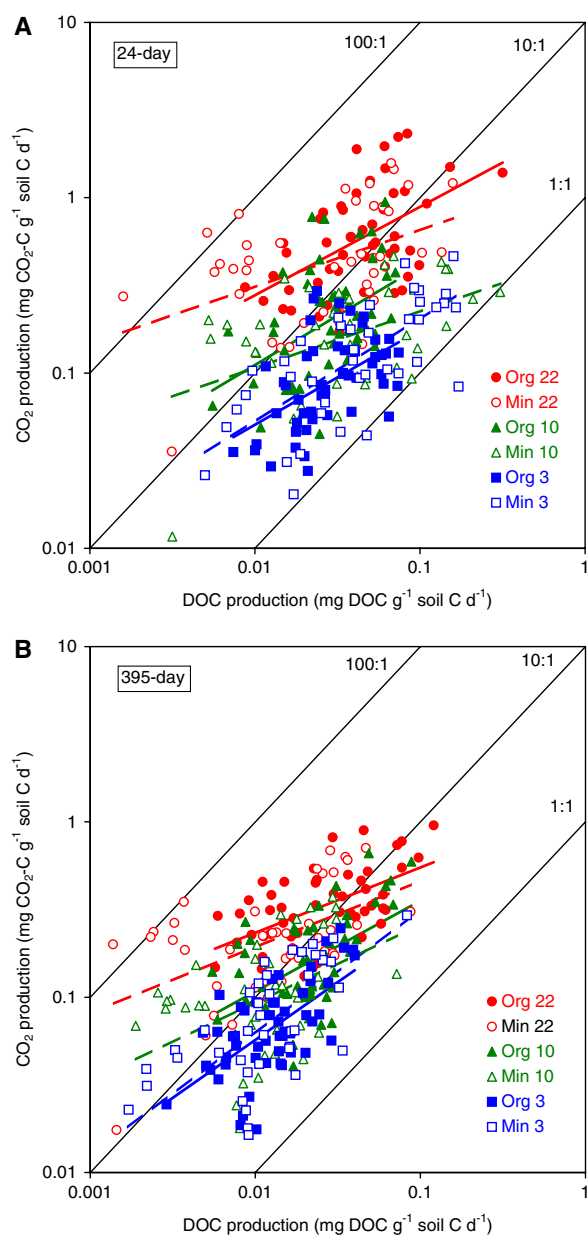 A
24-day
100:1
10:1
1:1
10
1
0.1
0.01
CO₂ production (mg CO₂-C g⁻¹ soil C d⁻¹)
Org 22
Min 22
Org 10
Min 10
Org 3
Min 3
0.001
0.01
0.1
1
DOC production (mg DOC g⁻¹ soil C d⁻¹)
B
395-day
100:1
10:1
1:1
10
1
0.1
0.01
CO₂ production (mg CO₂-C g⁻¹ soil C d⁻¹)
Org 22
Min 22
Org 10
Min 10
Org 3
Min 3
0.001
0.01
0.1
1
DOC production (mg DOC g⁻¹ soil C d⁻¹)